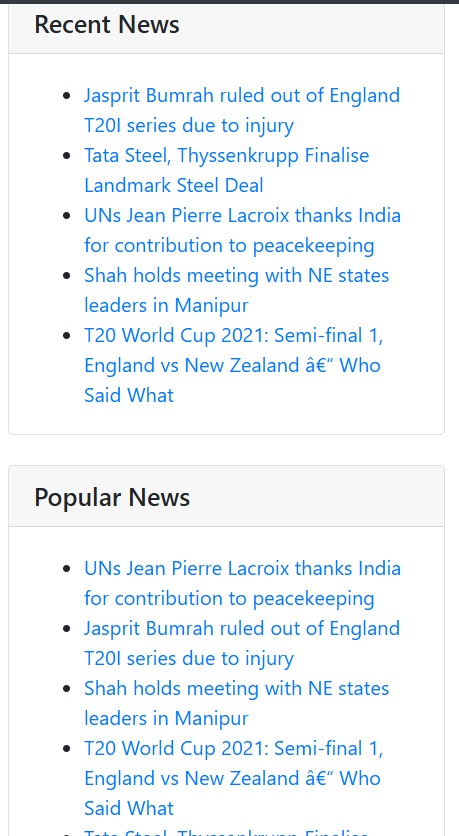 Recent News
Jasprit Bumrah ruled out of England
T20I series due to injury
Tata Steel, Thyssenkrupp Finalise
Landmark Steel Deal
UNs Jean Pierre Lacroix thanks India
for contribution to peacekeeping
Shah holds meeting with NE states
leaders in Manipur
T20 World Cup 2021: Semi-final 1,
England vs New Zealand â€“ Who
Said What
Popular News
UNs Jean Pierre Lacroix thanks India
for contribution to peacekeeping
Jasprit Bumrah ruled out of England
T20I series due to injury
Shah holds meeting with NE states
leaders in Manipur
T20 World Cup 2021: Semi-final 1,
England vs New Zealand â€“ Who
Said What
Tata Steel, Thyssenkrupp Finalise